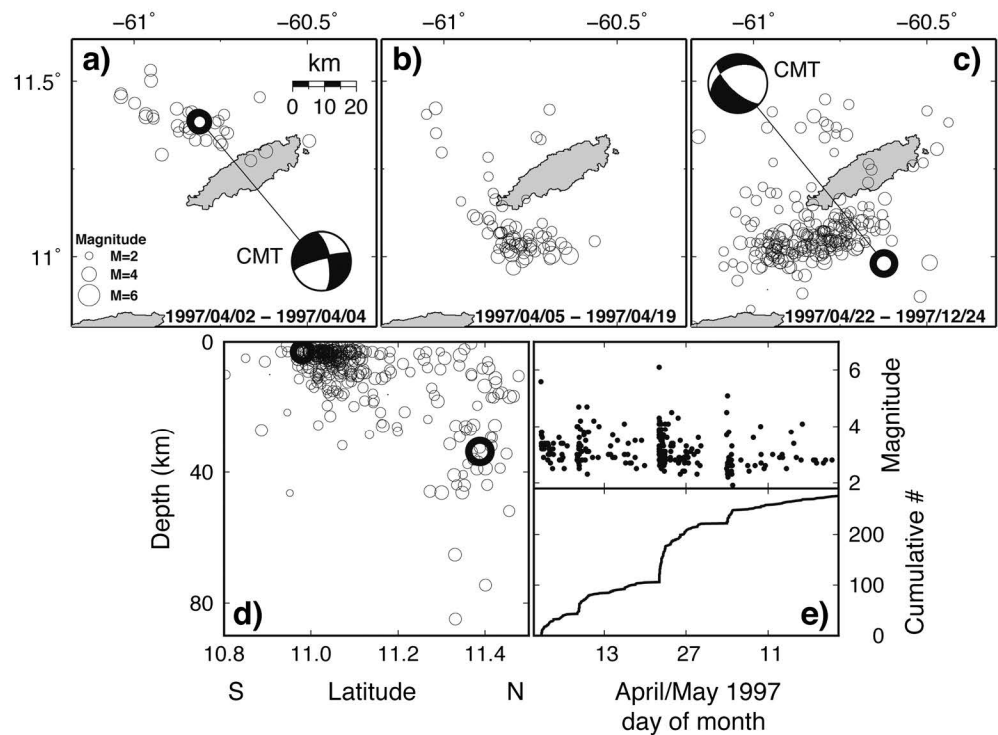 −61° −60.5° −61° −60.5° −61° −60.5°
a) b) c)
km
0 10 20
CMT
11.5°
11°
CMT
Magnitude
M=2
M=4
M=6
1997/04/02 − 1997/04/04
1997/04/05 − 1997/04/19
1997/04/22 − 1997/12/24
0
40
80
Depth (km)
d)
10.8 11.0 11.2 11.4
S Latitude N
6
4
2
Magnitude
200
100
0
Cumulative #
e)
13 27 11
April/May 1997
day of month